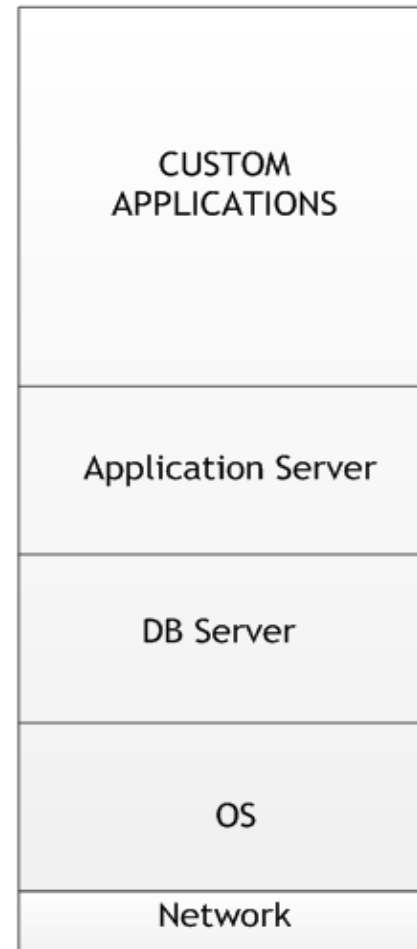 CUSTOM
APPLICATIONS
Application Server
DB Server
OS
Network